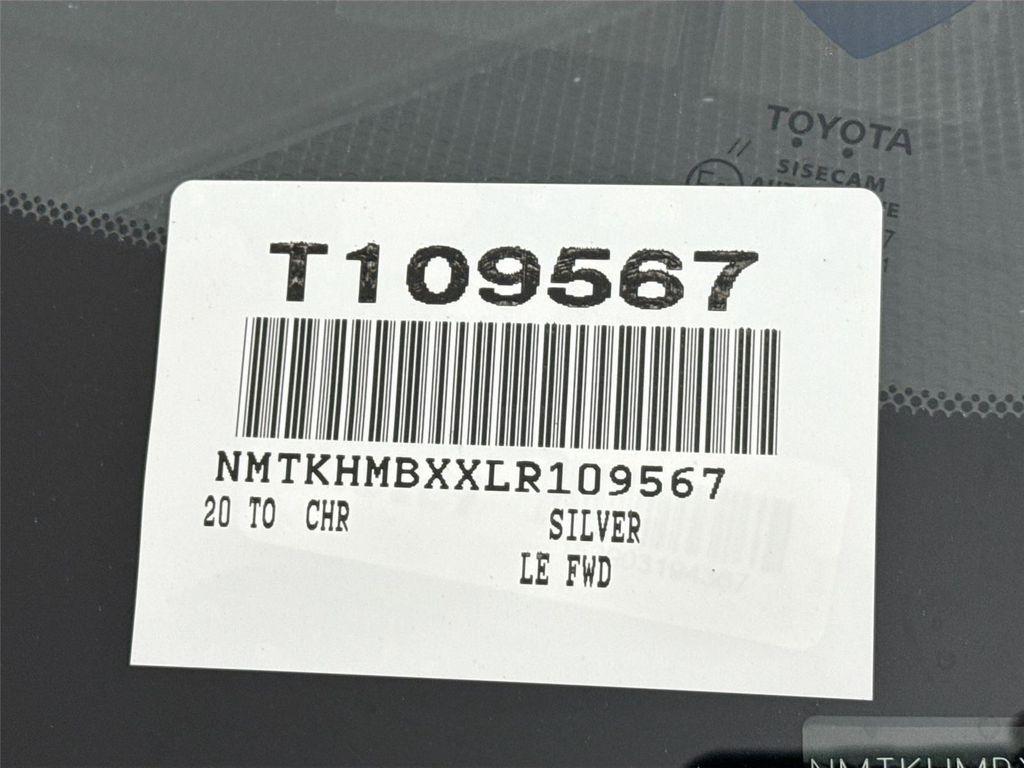 TOYOTA
SISECAM
T109567
NMTKHMBXXLR109567
20 TO CHR SILVER
LE FWD